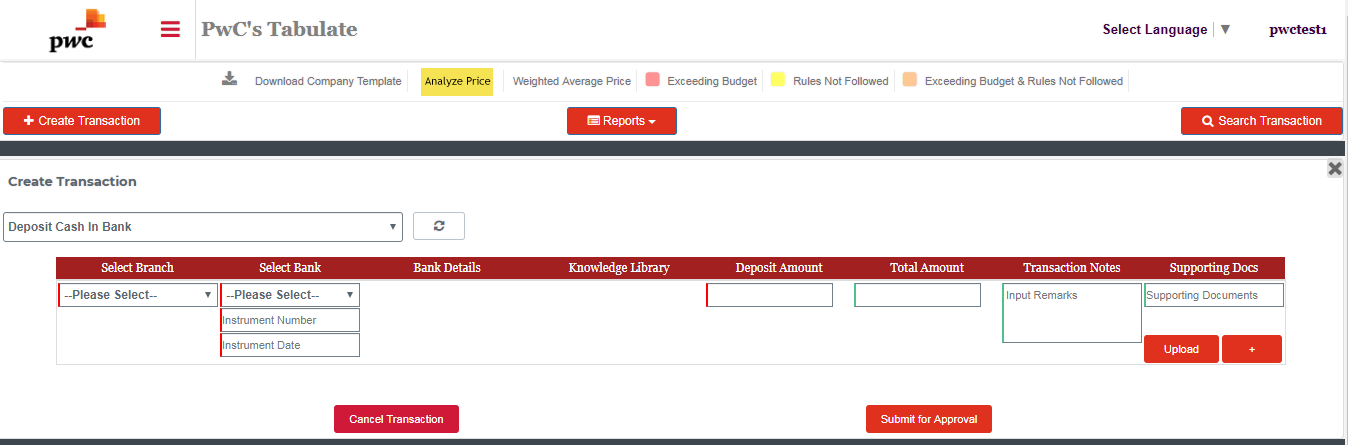 pwc
PwC's Tabulate
Select Language ▼
pwctest1
Download Company Template
Analyze Price
Weighted Average Price
Exceeding Budget
Rules Not Followed
Exceeding Budget & Rules Not Followed
+ Create Transaction
Reports
Search Transaction
Create Transaction
Deposit Cash In Bank
Select Branch Select Bank Bank Details Knowledge Library Deposit Amount Total Amount Transaction Notes Supporting Docs
--Please Select-- --Please Select-- Input Remarks Supporting Documents
Instrument Number
Instrument Date
Upload +
Cancel Transaction Submit for Approval